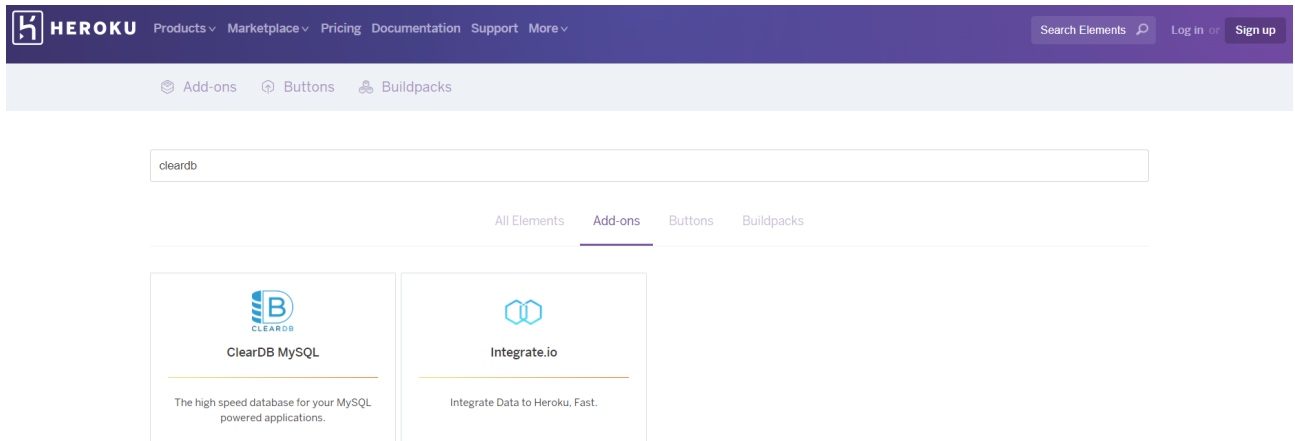 HEROKU Products Marketplace Pricing Documentation Support More Search Elements Log in or Sign up
Add-ons Buttons Buildpacks
cleardb
All Elements Add-ons Buttons Buildpacks
CLEARDB
ClearDB MySQL
The high speed database for your MySQL
powered applications.
Integrate.io
Integrate Data to Heroku, Fast.